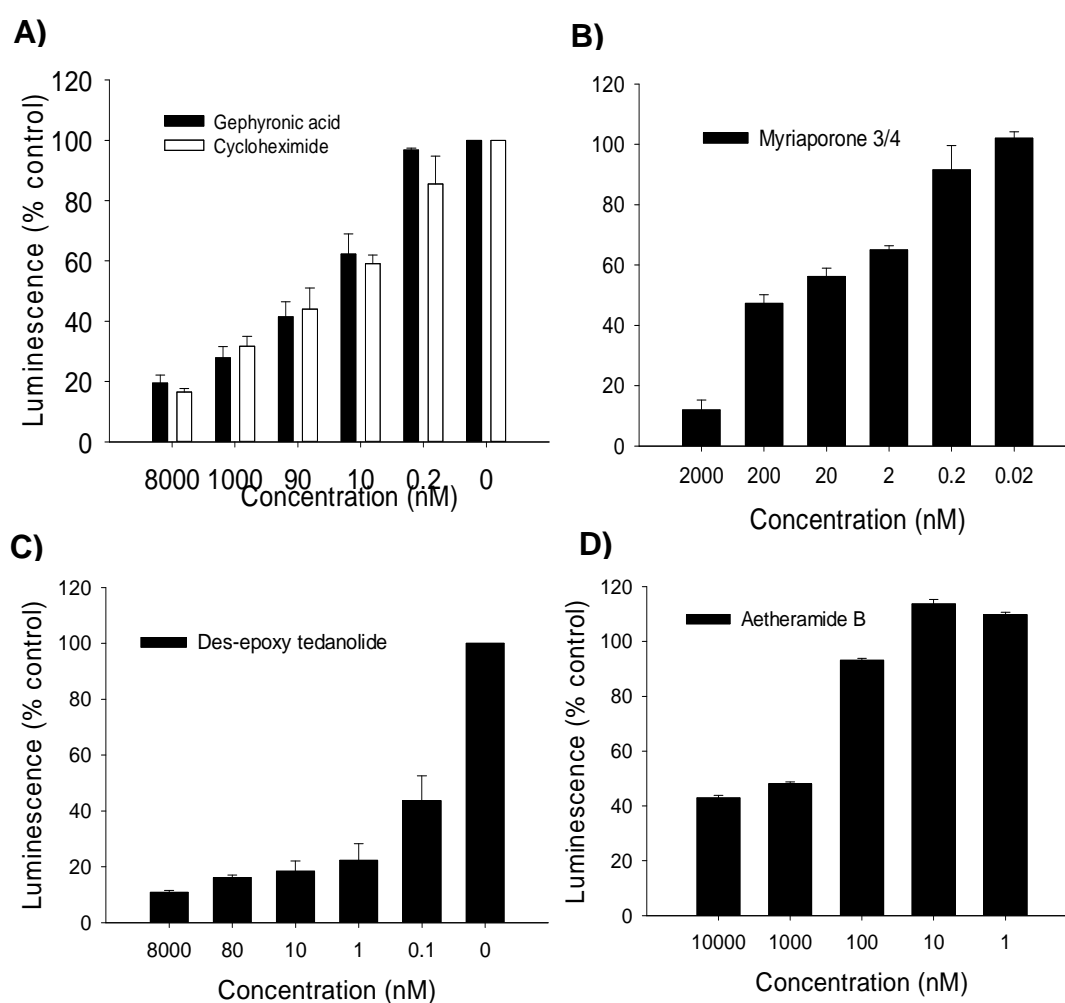 A)
120
100
80
60
40
20
0
Luminescence (% control)
Gephyronic acid
Cycloheximide
8000 1000 90 10 0.2 0
Concentration (nM)
B)
120
100
80
60
40
20
0
Myriaporone 3/4
2000 200 20 2 0.2 0.02
Concentration (nM)
C)
120
100
80
60
40
20
0
Luminescence (% control)
Des-epoxy tedanolide
8000 80 10 1 0.1 0
Concentration (nM)
D)
120
100
80
60
40
20
0
Luminescence (% control)
Aetheramide B
10000 1000 100 10 1
Concentration (nM)